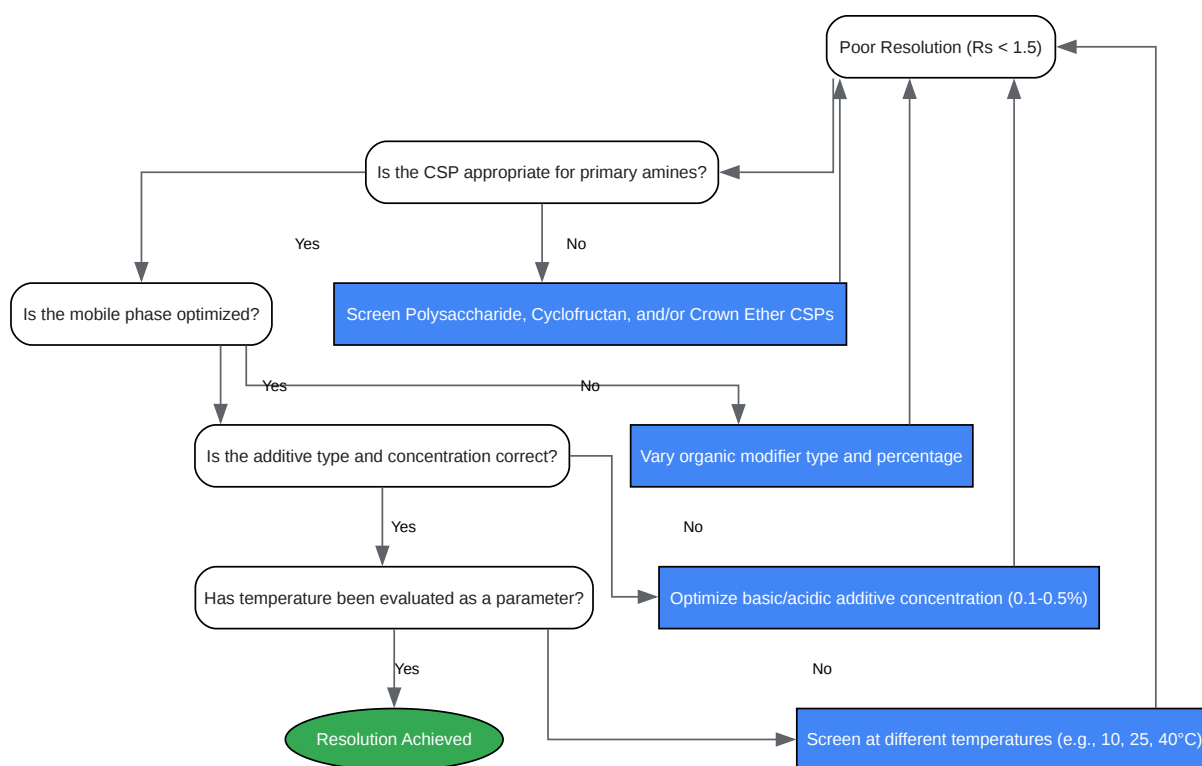 Poor Resolution (Rs < 1.5)
Is the CSP appropriate for primary amines?
Yes
No
Is the mobile phase optimized?
Screen Polysaccharide, Cyclofructan, and/or Crown Ether CSPs
Yes
No
Is the additive type and concentration correct?
Vary organic modifier type and percentage
Yes
No
Has temperature been evaluated as a parameter?
Optimize basic/acidic additive concentration (0.1-0.5%)
Yes
No
Resolution Achieved
Screen at different temperatures (e.g., 10, 25, 40°C)